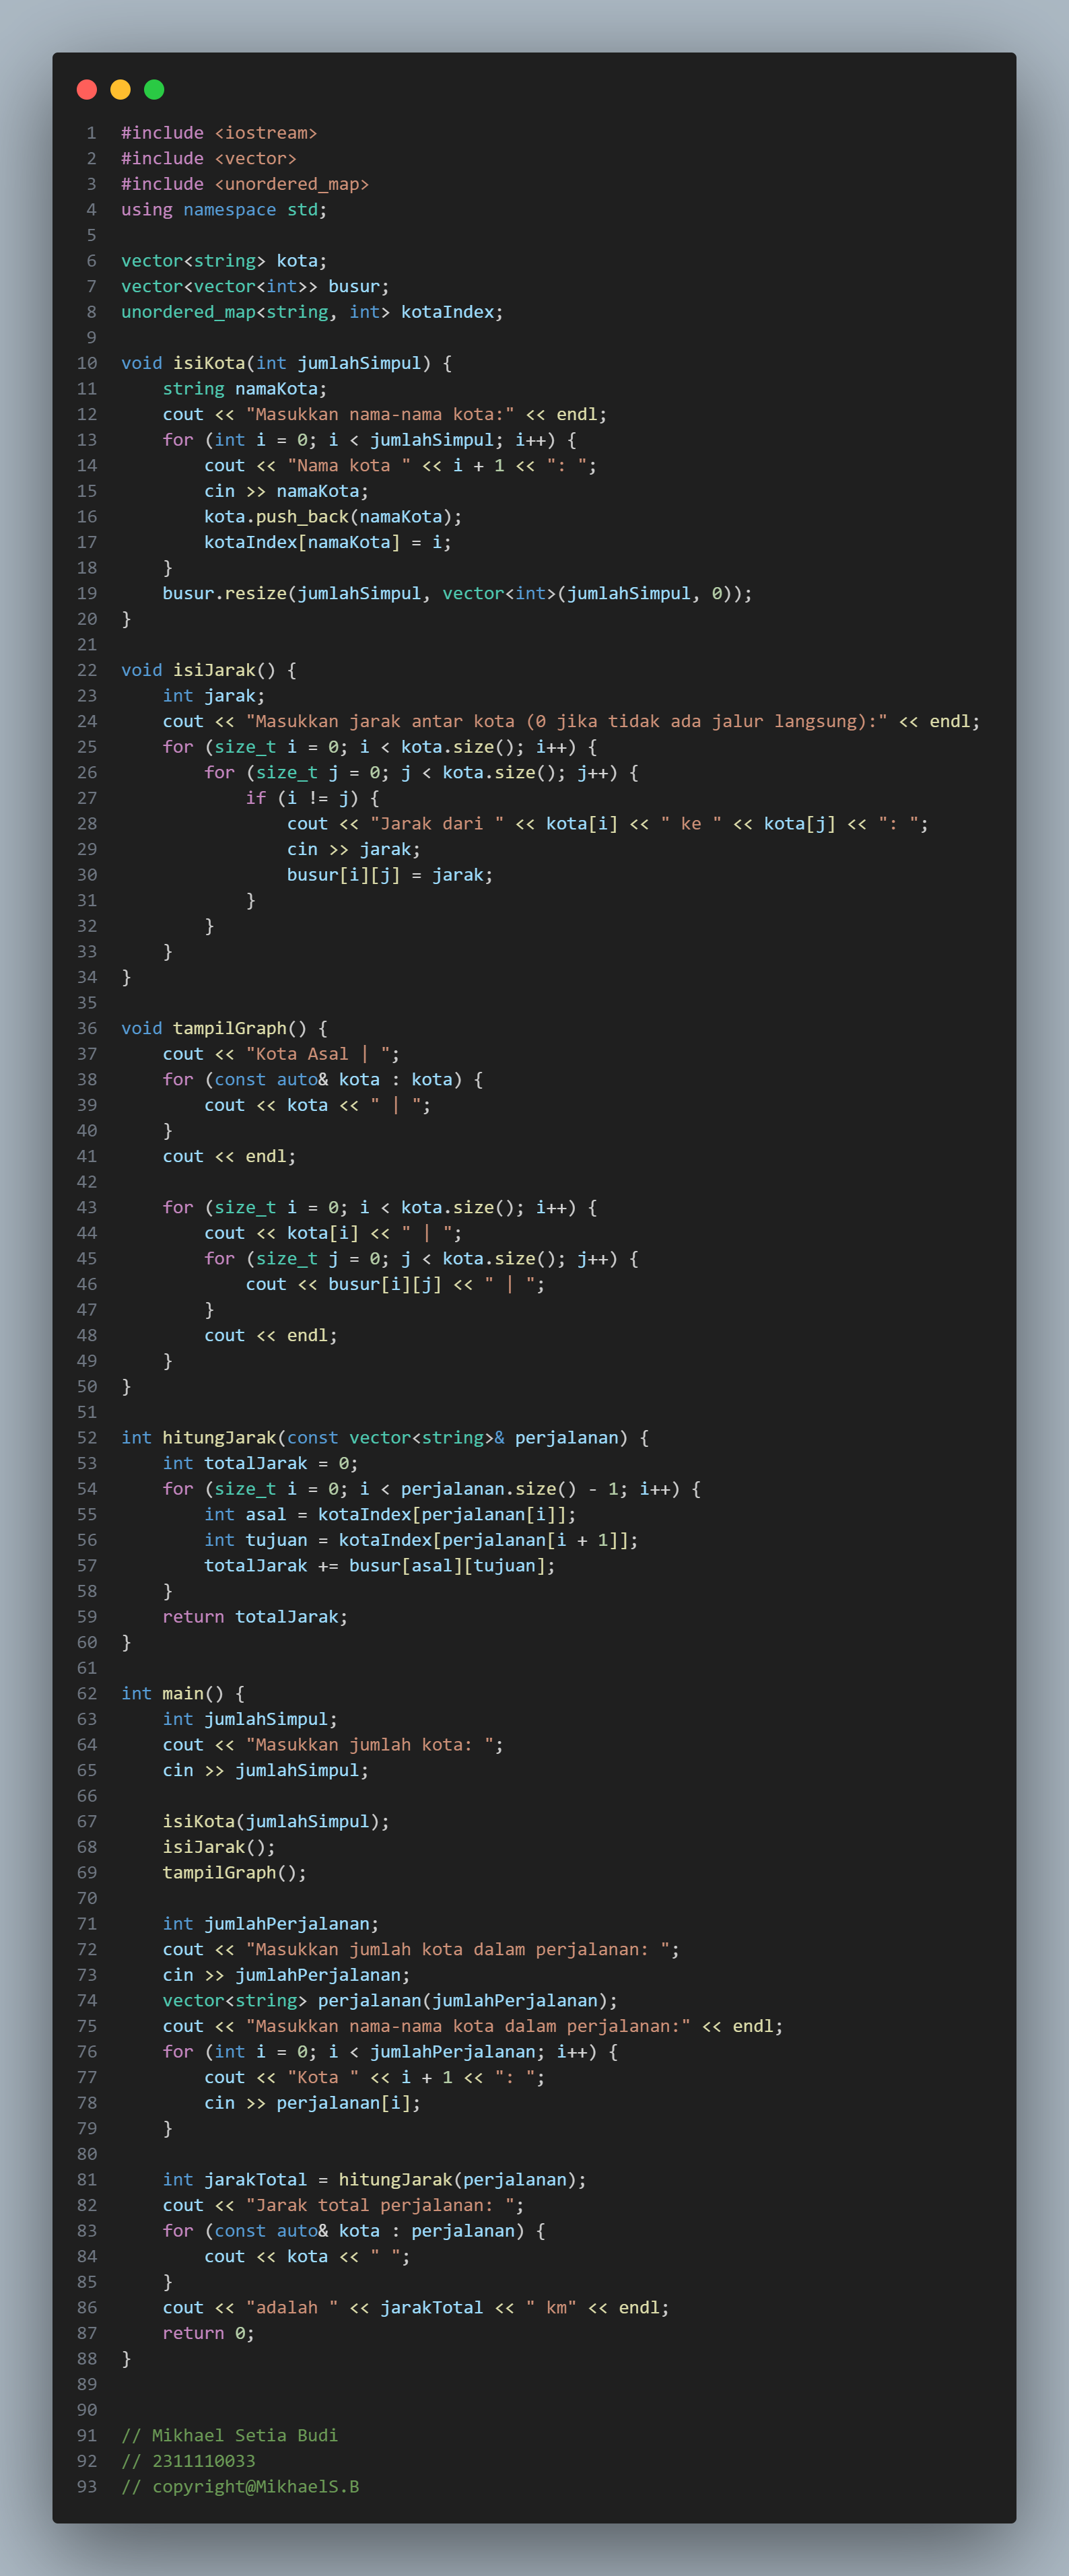 1 #include <iostream>
2 #include <vector>
3 #include <unordered_map>
4 using namespace std;
5
6 vector<string> kota;
7 vector<vector<int>> busur;
8 unordered_map<string, int> kotaIndex;
9
10 void isiKota(int jumlahSimpul) {
11     string namaKota;
12     cout << "Masukkan nama-nama kota:" << endl;
13     for (int i = 0; i < jumlahSimpul; i++) {
14         cout << "Nama kota " << i + 1 << ": ";
15         cin >> namaKota;
16         kota.push_back(namaKota);
17         kotaIndex[namaKota] = i;
18     }
19     busur.resize(jumlahSimpul, vector<int>(jumlahSimpul, 0));
20 }
21
22 void isiJarak() {
23     int jarak;
24     cout << "Masukkan jarak antar kota (0 jika tidak ada jalur langsung):" << endl;
25     for (size_t i = 0; i < kota.size(); i++) {
26         for (size_t j = 0; j < kota.size(); j++) {
27             if (i != j) {
28                 cout << "Jarak dari " << kota[i] << " ke " << kota[j] << ": ";
29                 cin >> jarak;
30                 busur[i][j] = jarak;
31             }
32         }
33     }
34 }
35
36 void tampilGraph() {
37     cout << "Kota Asal | ";
38     for (const auto& kota : kota) {
39         cout << kota << " | ";
40     }
41     cout << endl;
42
43     for (size_t i = 0; i < kota.size(); i++) {
44         cout << kota[i] << " | ";
45         for (size_t j = 0; j < kota.size(); j++) {
46             cout << busur[i][j] << " | ";
47         }
48         cout << endl;
49     }
50 }
51
52 int hitungJarak(const vector<string>& perjalanan) {
53     int totalJarak = 0;
54     for (size_t i = 0; i < perjalanan.size() - 1; i++) {
55         int asal = kotaIndex[perjalanan[i]];
56         int tujuan = kotaIndex[perjalanan[i + 1]];
57         totalJarak += busur[asal][tujuan];
58     }
59     return totalJarak;
60 }
61
62 int main() {
63     int jumlahSimpul;
64     cout << "Masukkan jumlah kota: ";
65     cin >> jumlahSimpul;
66
67     isiKota(jumlahSimpul);
68     isiJarak();
69     tampilGraph();
70
71     int jumlahPerjalanan;
72     cout << "Masukkan jumlah kota dalam perjalanan: ";
73     cin >> jumlahPerjalanan;
74     vector<string> perjalanan(jumlahPerjalanan);
75     cout << "Masukkan nama-nama kota dalam perjalanan:" << endl;
76     for (int i = 0; i < jumlahPerjalanan; i++) {
77         cout << "Kota " << i + 1 << ": ";
78         cin >> perjalanan[i];
79     }
80
81     int jarakTotal = hitungJarak(perjalanan);
82     cout << "Jarak total perjalanan: ";
83     for (const auto& kota : perjalanan) {
84         cout << kota << " ";
85     }
86     cout << "adalah " << jarakTotal << " km" << endl;
87     return 0;
88 }
89
90
91 // Mikhael Setia Budi
92 // 2311110033
93 // copyright@MikhaelS.B